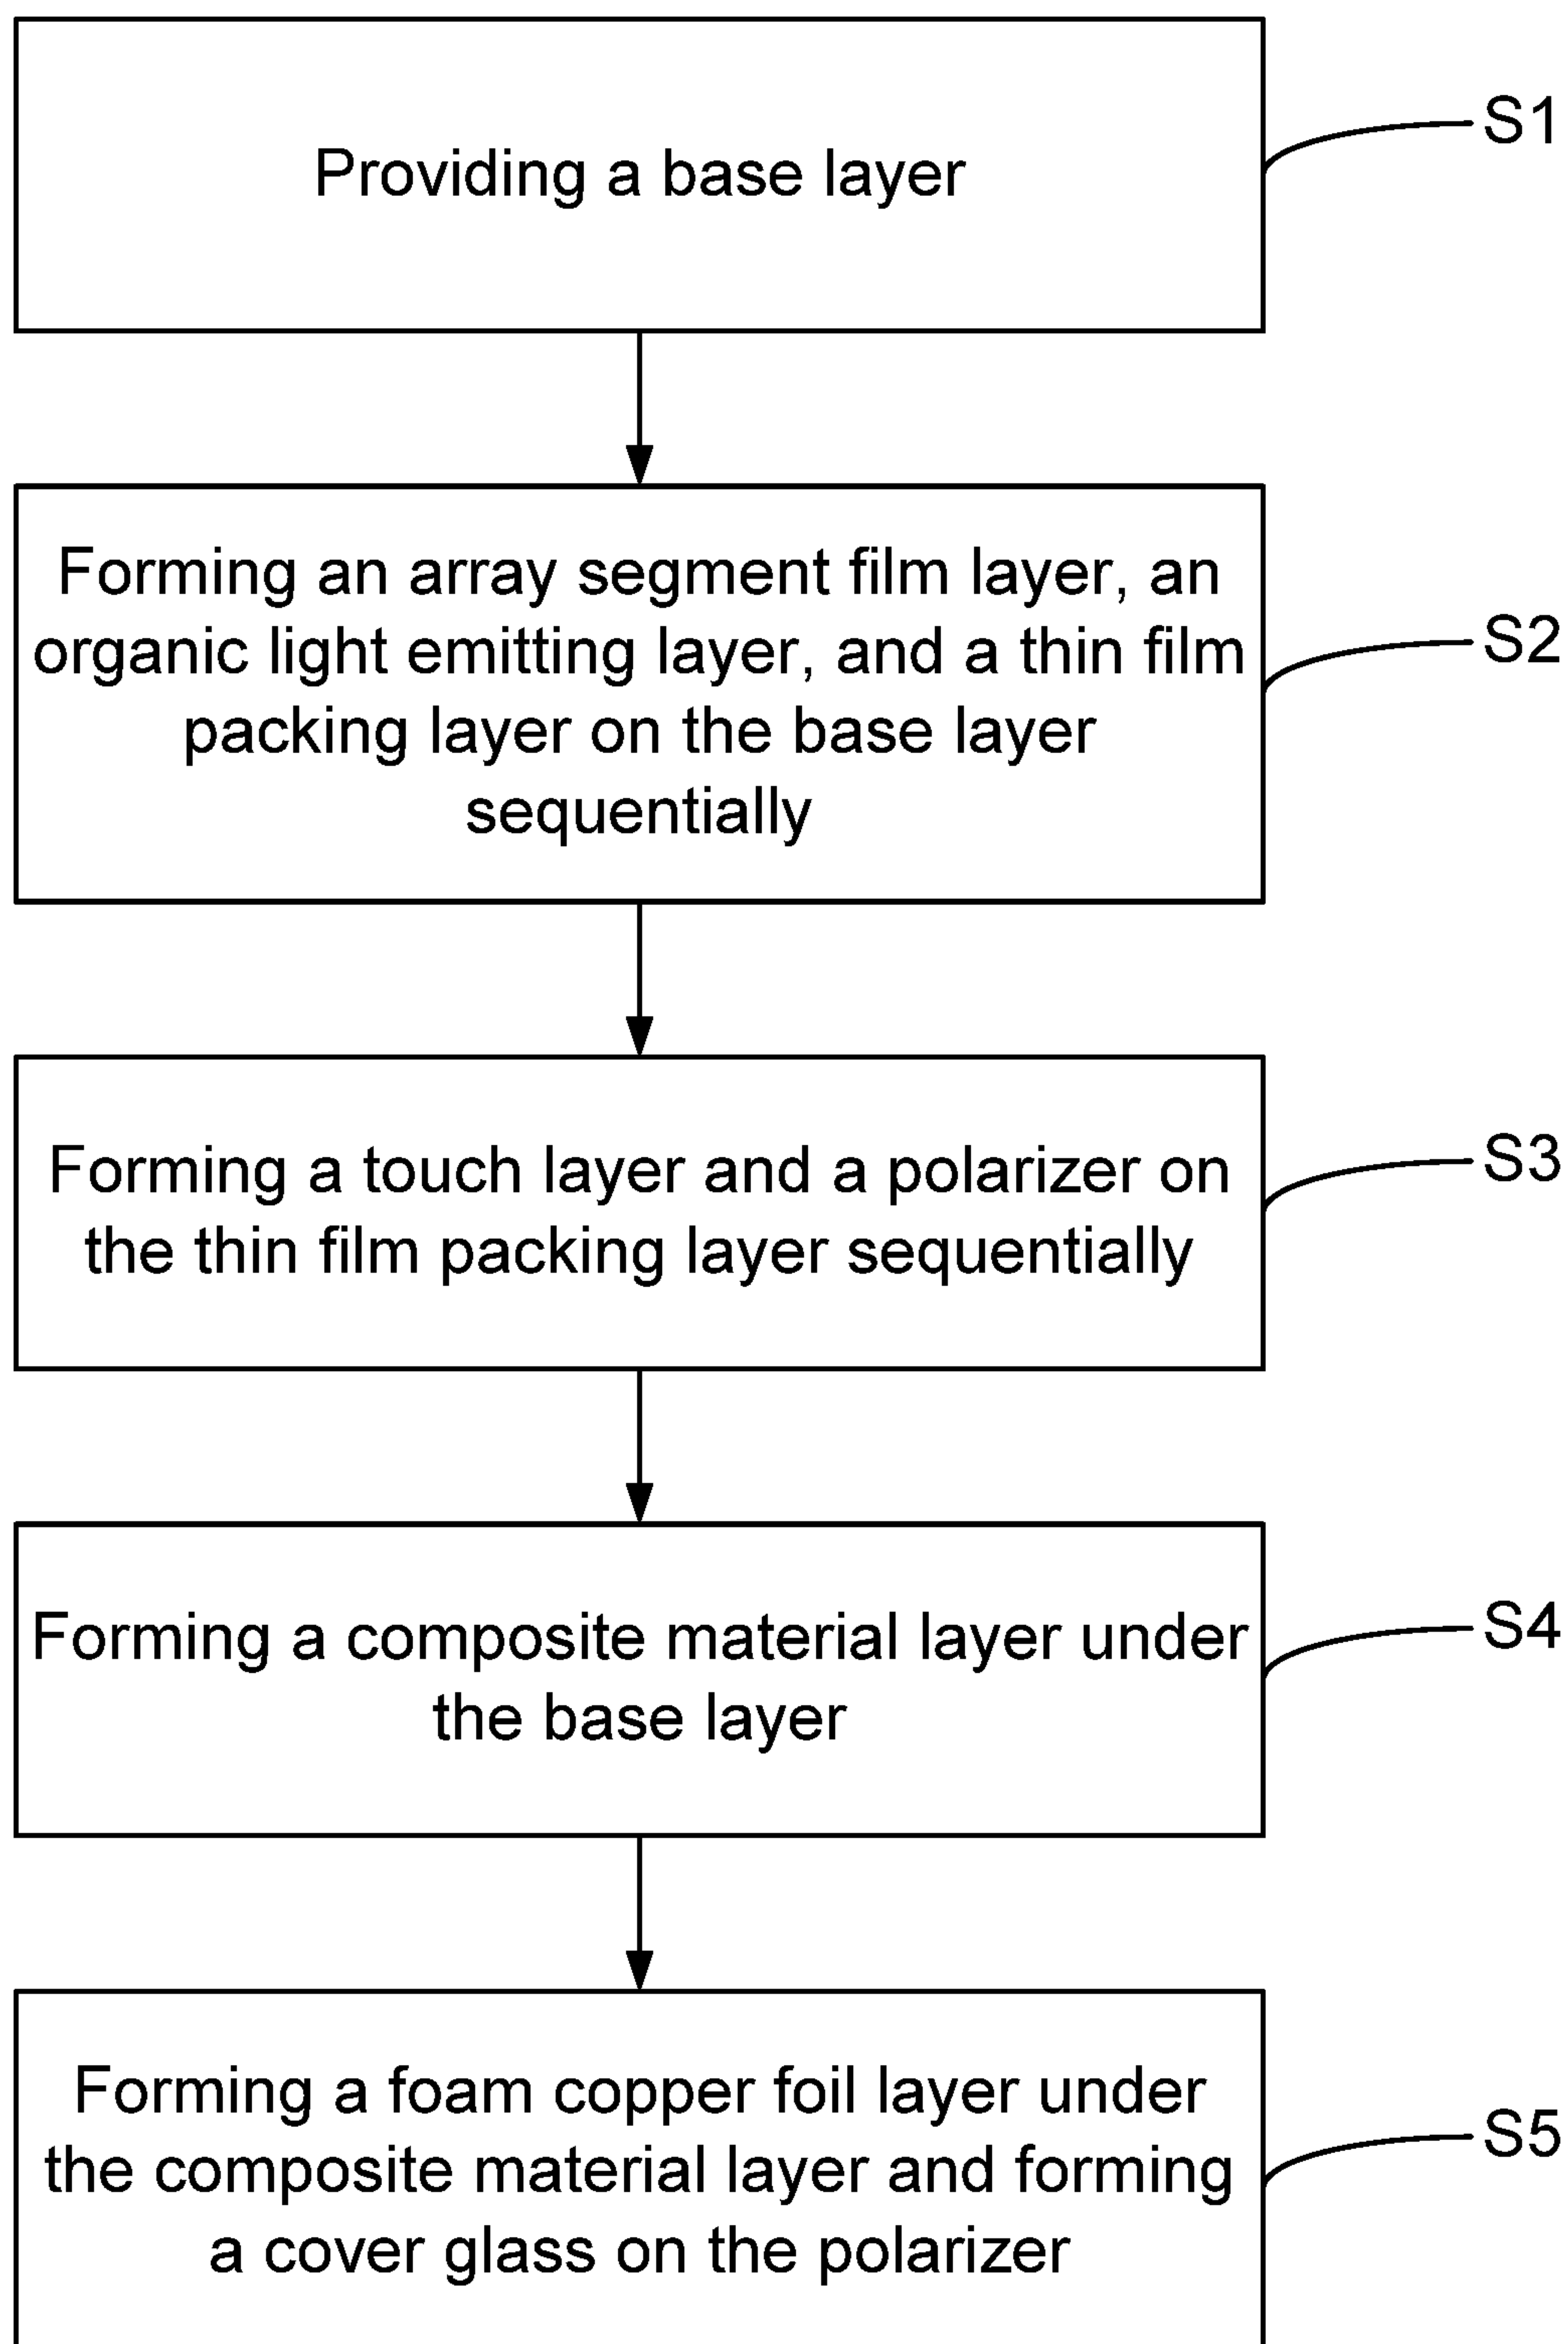 Providing a base layer
S1
Forming an array segment film layer, an
organic light emitting layer, and a thin film
packing layer on the base layer
sequentially
S2
Forming a touch layer and a polarizer on
the thin film packing layer sequentially
S3
Forming a composite material layer under
the base layer
S4
Forming a foam copper foil layer under
the composite material layer and forming
a cover glass on the polarizer
S5